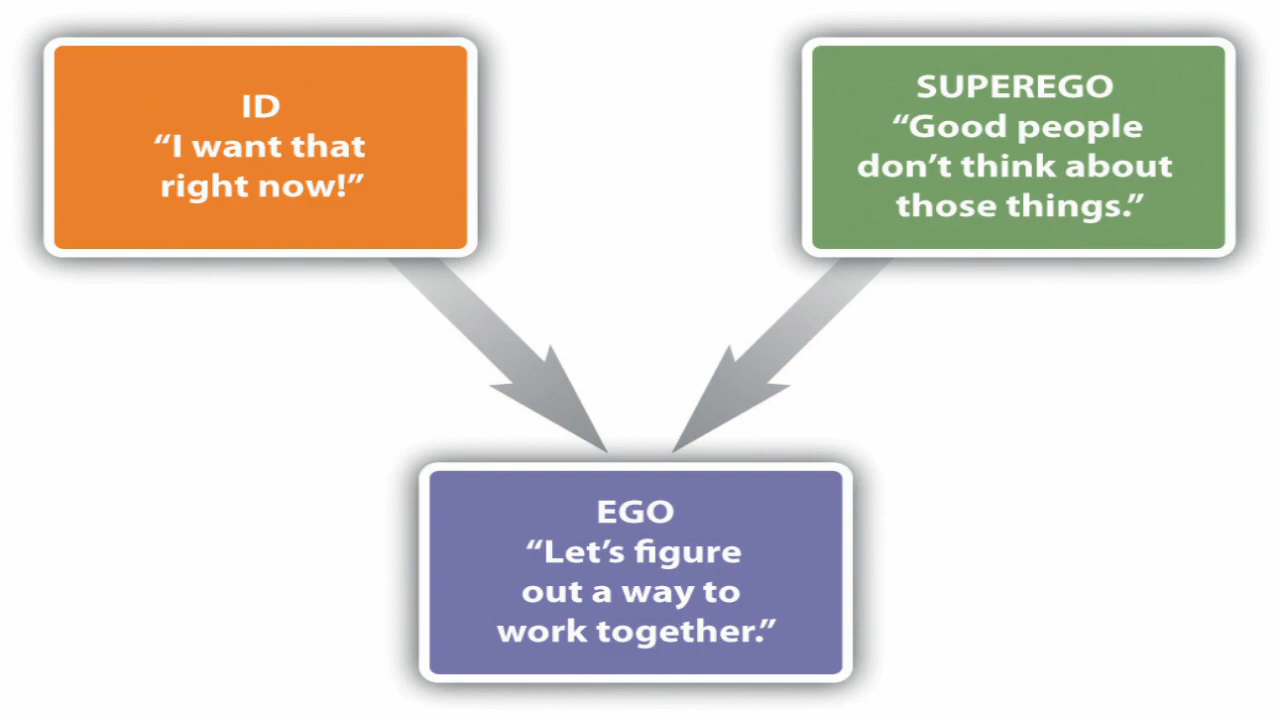 ID
“I want that
right now!”
SUPEREGO
“Good people
don’t think about
those things.”
EGO
“Let’s figure
out a way to
work together.”